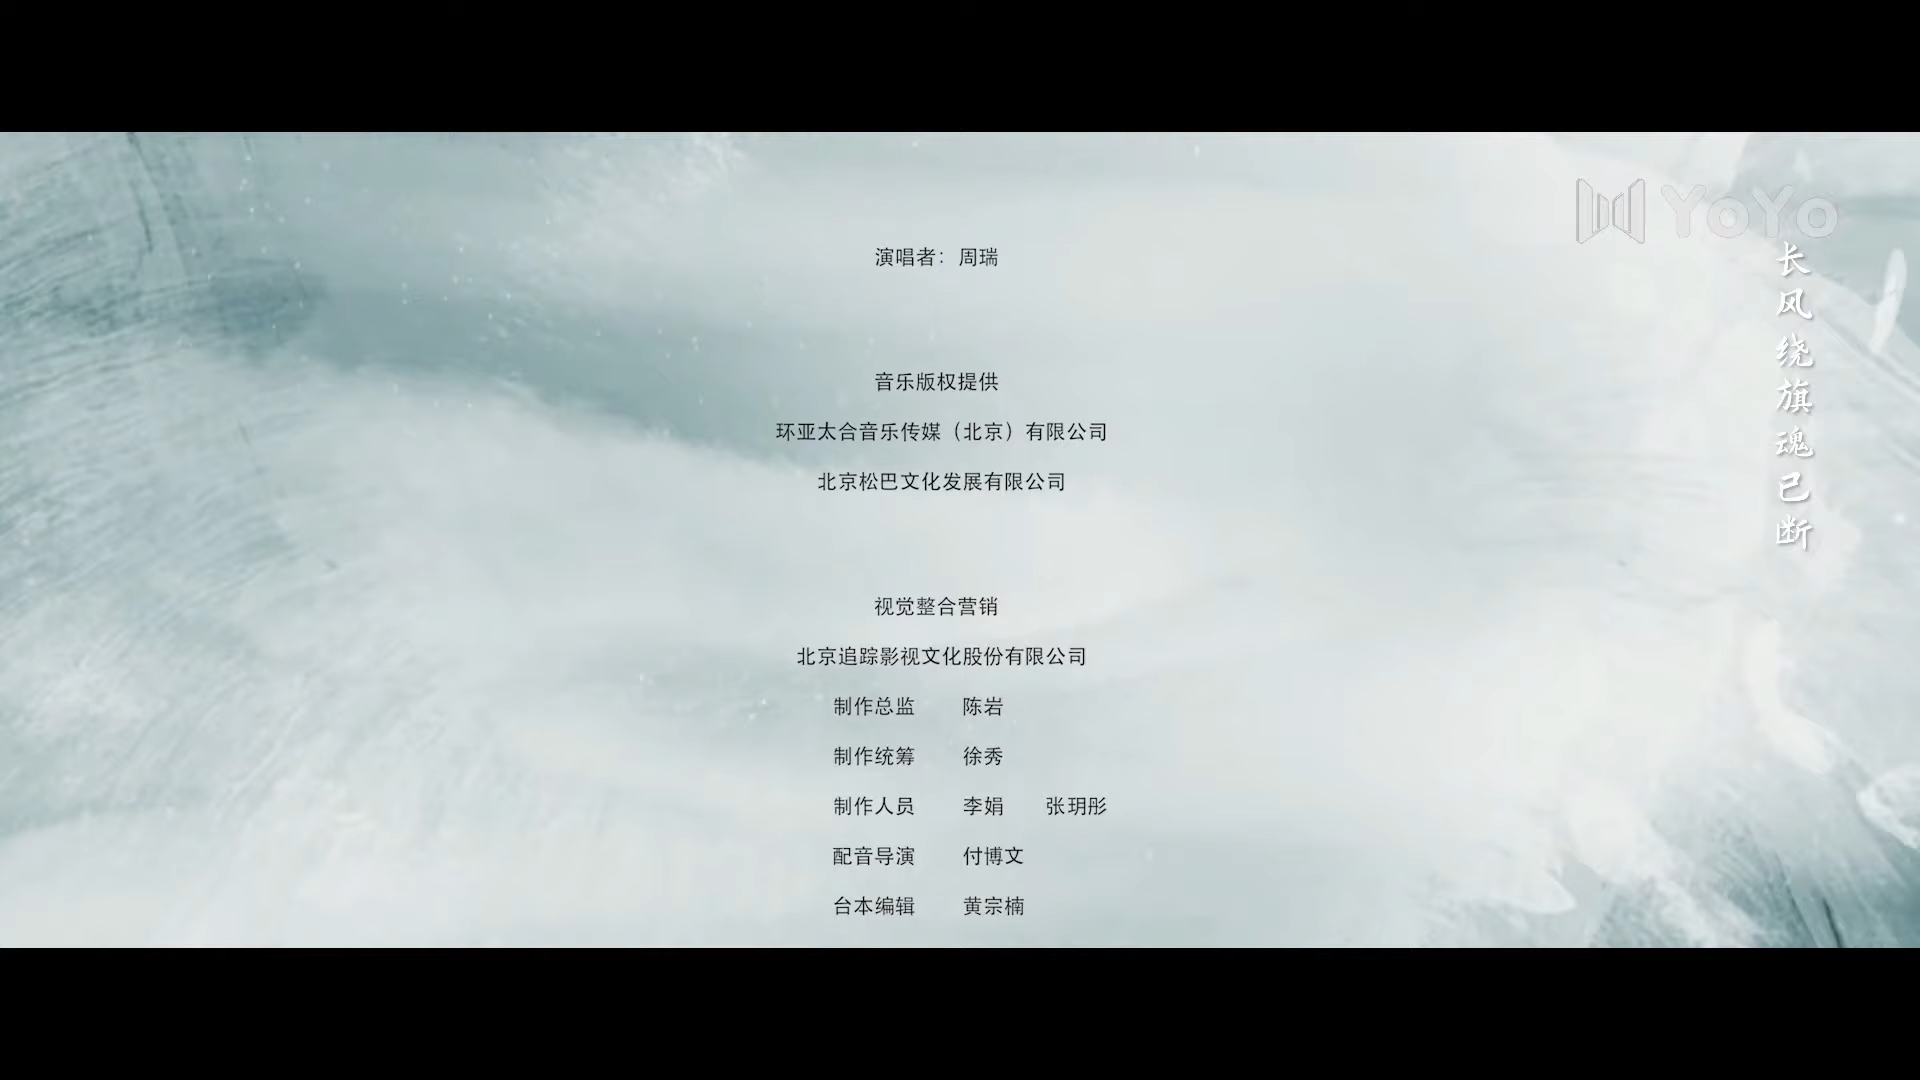 YoYo
演唱者：周瑞
音乐版权提供
环亚太合音乐传媒（北京）有限公司
北京松巴文化发展有限公司
视觉整合营销
北京追踪影视文化股份有限公司
制作总监 陈岩
制作统筹 徐秀
制作人员 李娟 张玥彤
配音导演 付博文
台本编辑 黄宗楠
长风绕旗魂已断